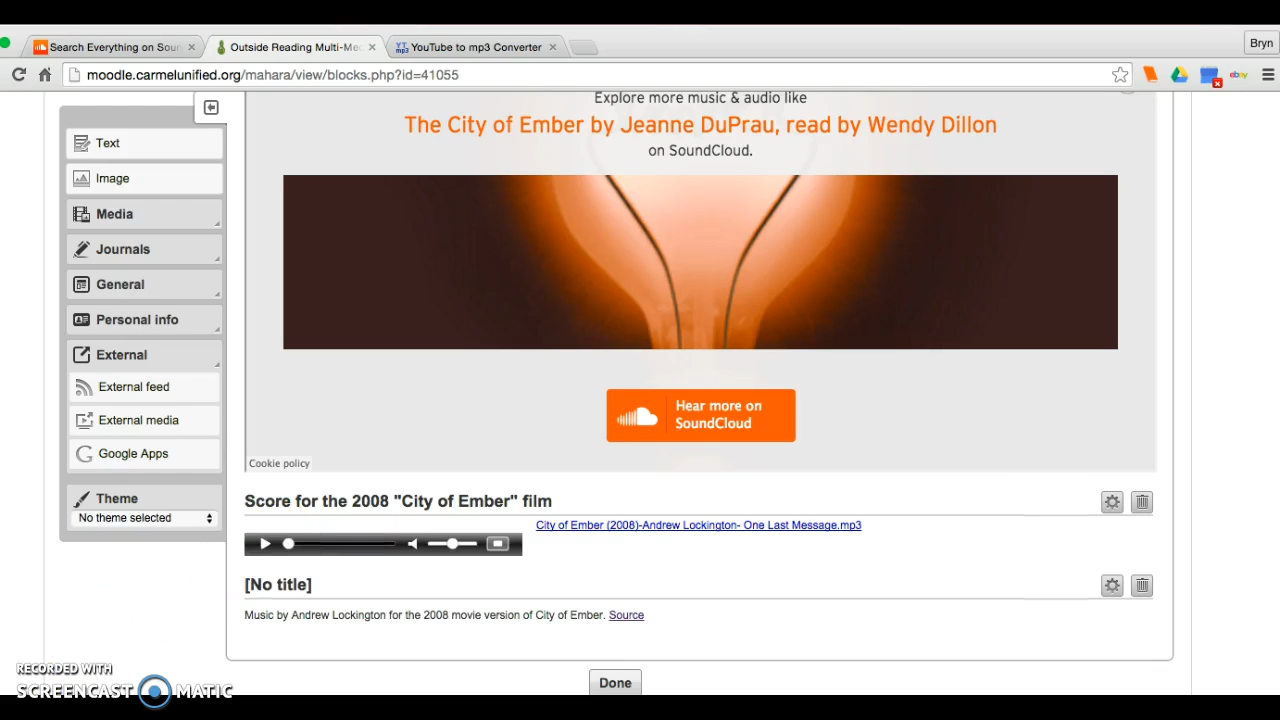 Search Everything on Soun
Outside Reading Multi-Me
YT mp3 YouTube to mp3 Converter
Bryn
moodle.carmelunified.org/mahara/view/blocks.php?id=41055
ebay
Explore more music & audio like
The City of Ember by Jeanne DuPrau, read by Wendy Dillon
on SoundCloud.
Text
Image
Media
Journals
General
Personal info
External
External feed
External media
Google Apps
Theme
No theme selected
Hear more on
SoundCloud
Cookie policy
Score for the 2008 "City of Ember" film
City of Ember (2008)-Andrew Lockington- One Last Message.mp3
[No title]
Music by Andrew Lockington for the 2008 movie version of City of Ember. Source
Done
RECORDED WITH
SCREENCAST MATIC